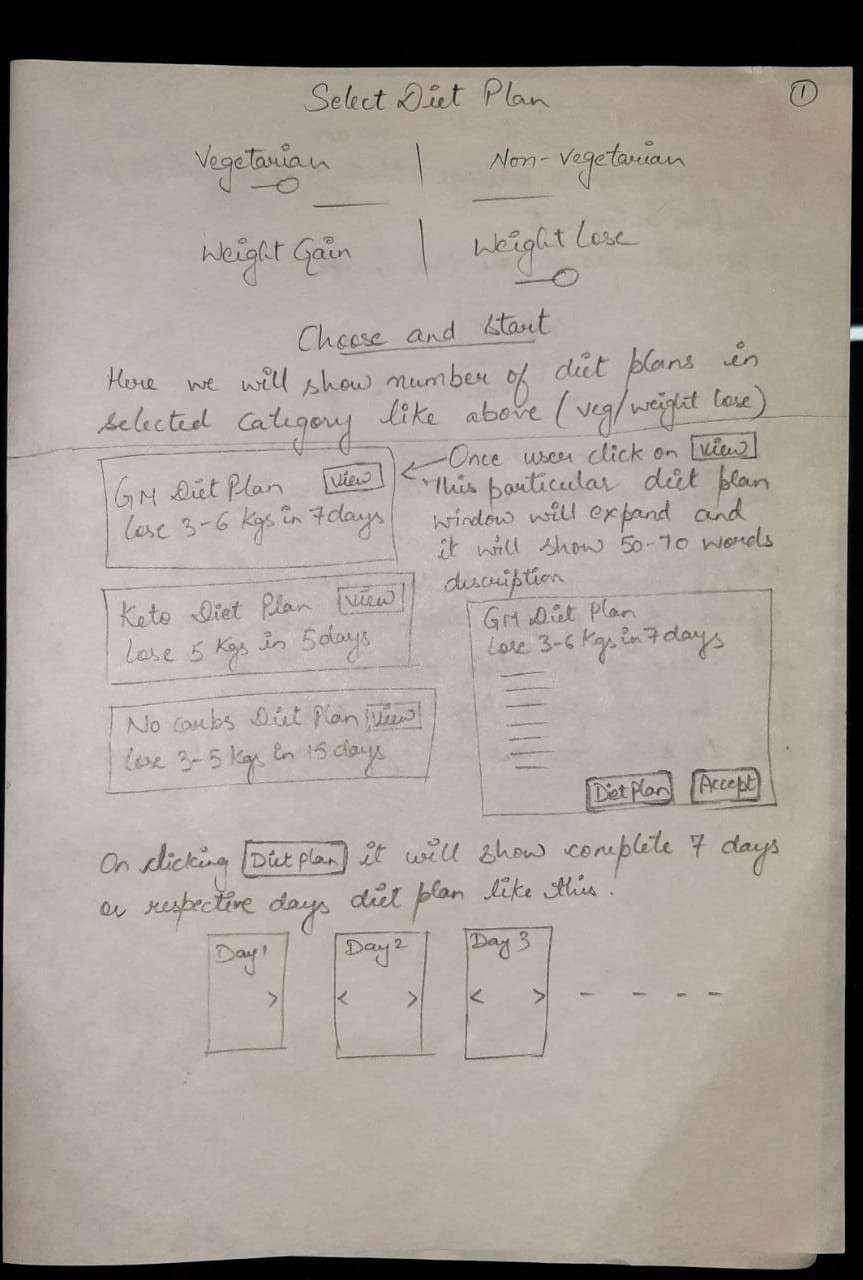 Select Diet Plan
1
Vegetarian | Non-Vegetarian
Weight Gain | Weight Lose
Choose and Start
Here we will show number of diet plans in
selected category like above (veg/weight lose)
GM Diet Plan View
Lose 3-6 Kgs in 7 days
Once user click on View
this particular diet plan
window will expand and
it will show 50-70 words
description
Keto Diet Plan View
Lose 5 Kgs in 5 days
No carbs Diet Plan View
Lose 3-5 Kgs in 15 days
GM Diet Plan
Lose 3-6 Kgs in 7 days
Diet Plan Accept
On clicking Diet plan it will show complete 7 days
or respective days diet plan like this.
Day 1 Day 2 Day 3
> < > < > - - - -